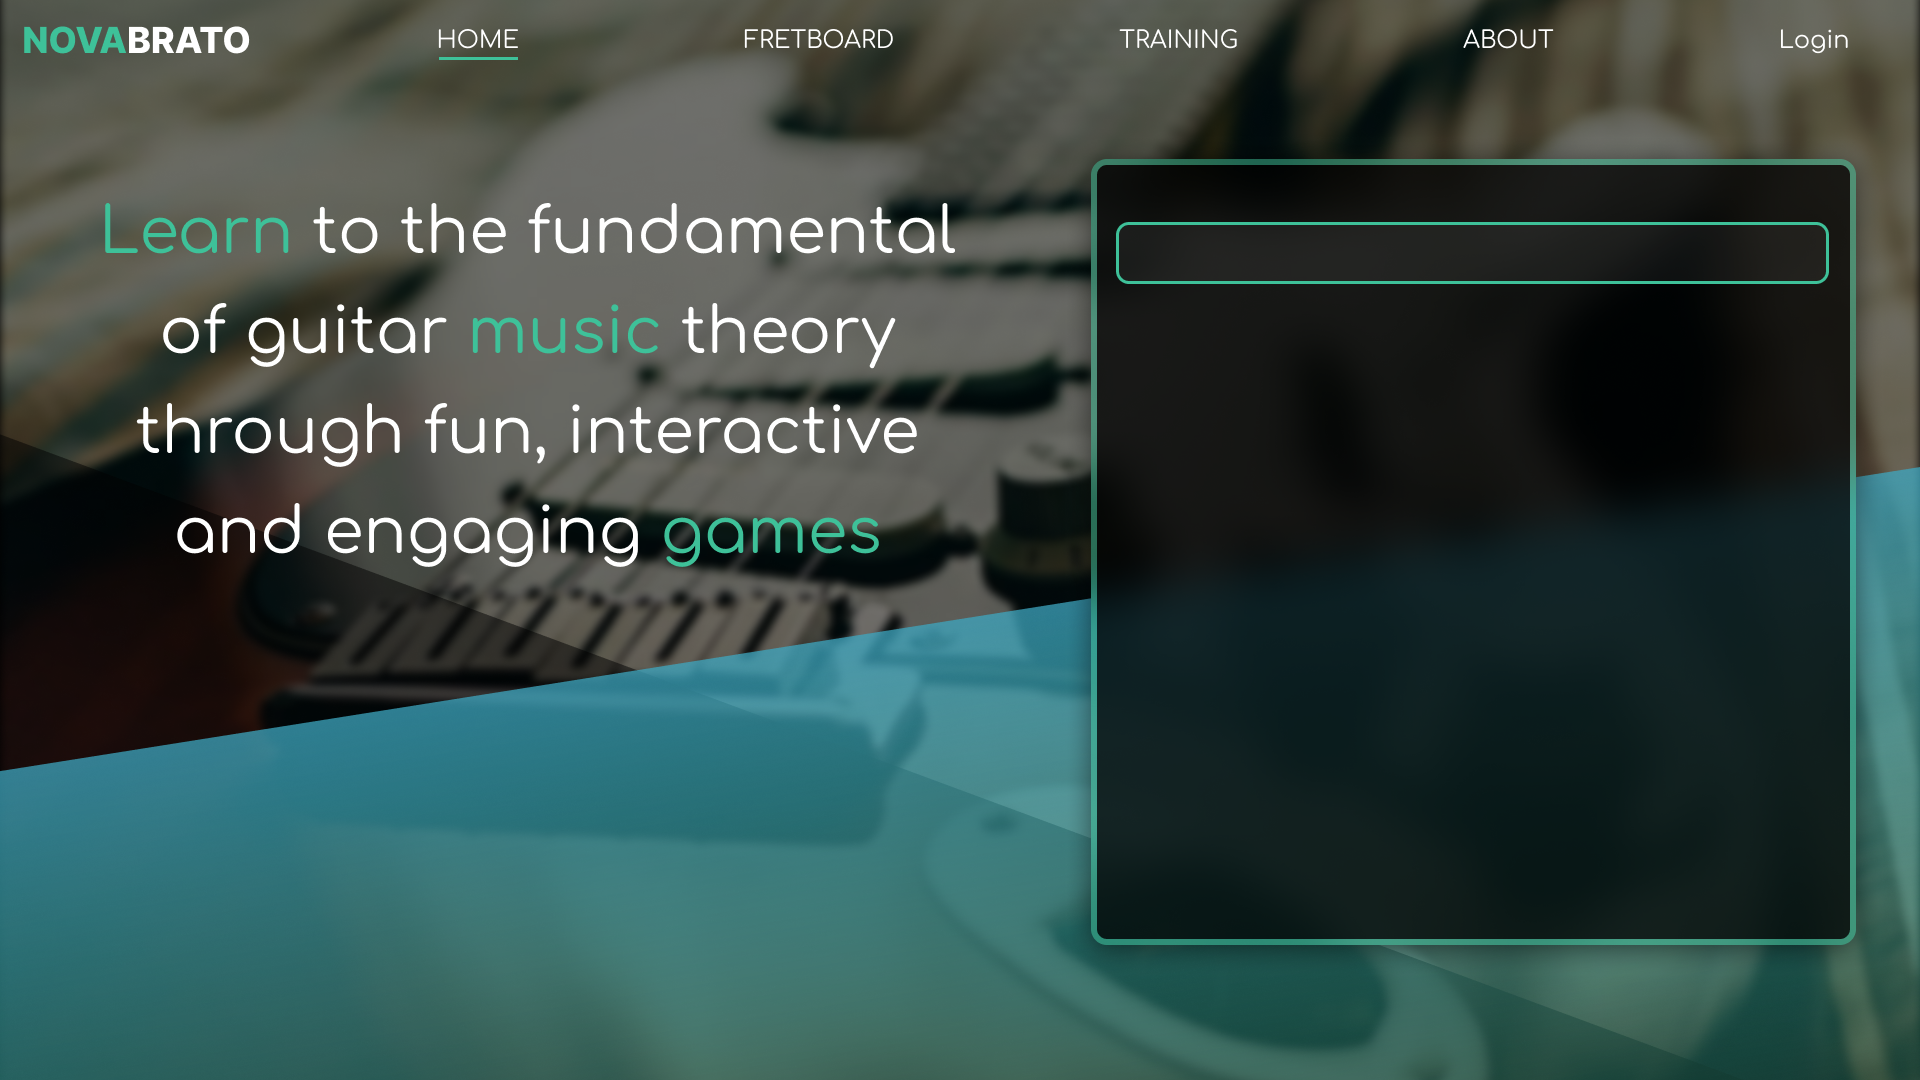 NOVABRATO
HOME
FRETBOARD
TRAINING
ABOUT
Login
Learn to the fundamental
of guitar music theory
through fun, interactive
and engaging games